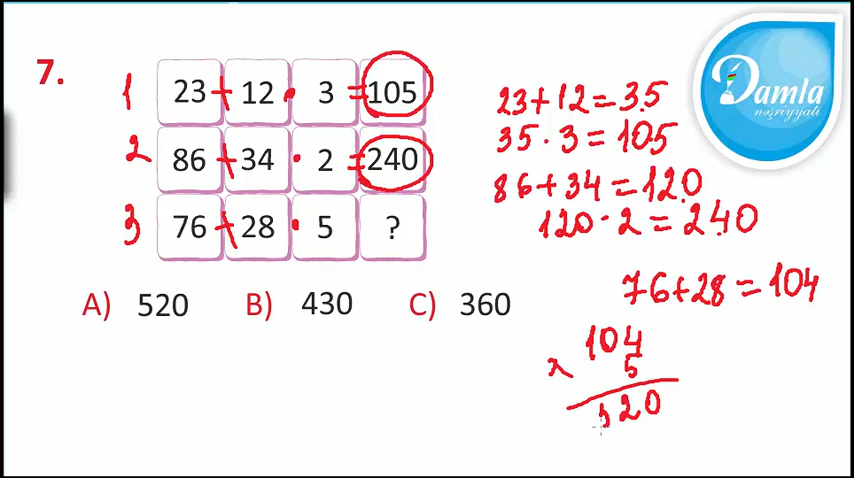 7.
1 23 + 12 · 3 = 105
2 86 + 34 · 2 = 240
3 76 + 28 · 5 ?
A) 520 B) 430 C) 360
23+12=35
35·3=105
86+34=120
120·2=240
76+28=104
104
x 5
520
Damla
nəşriyyatı